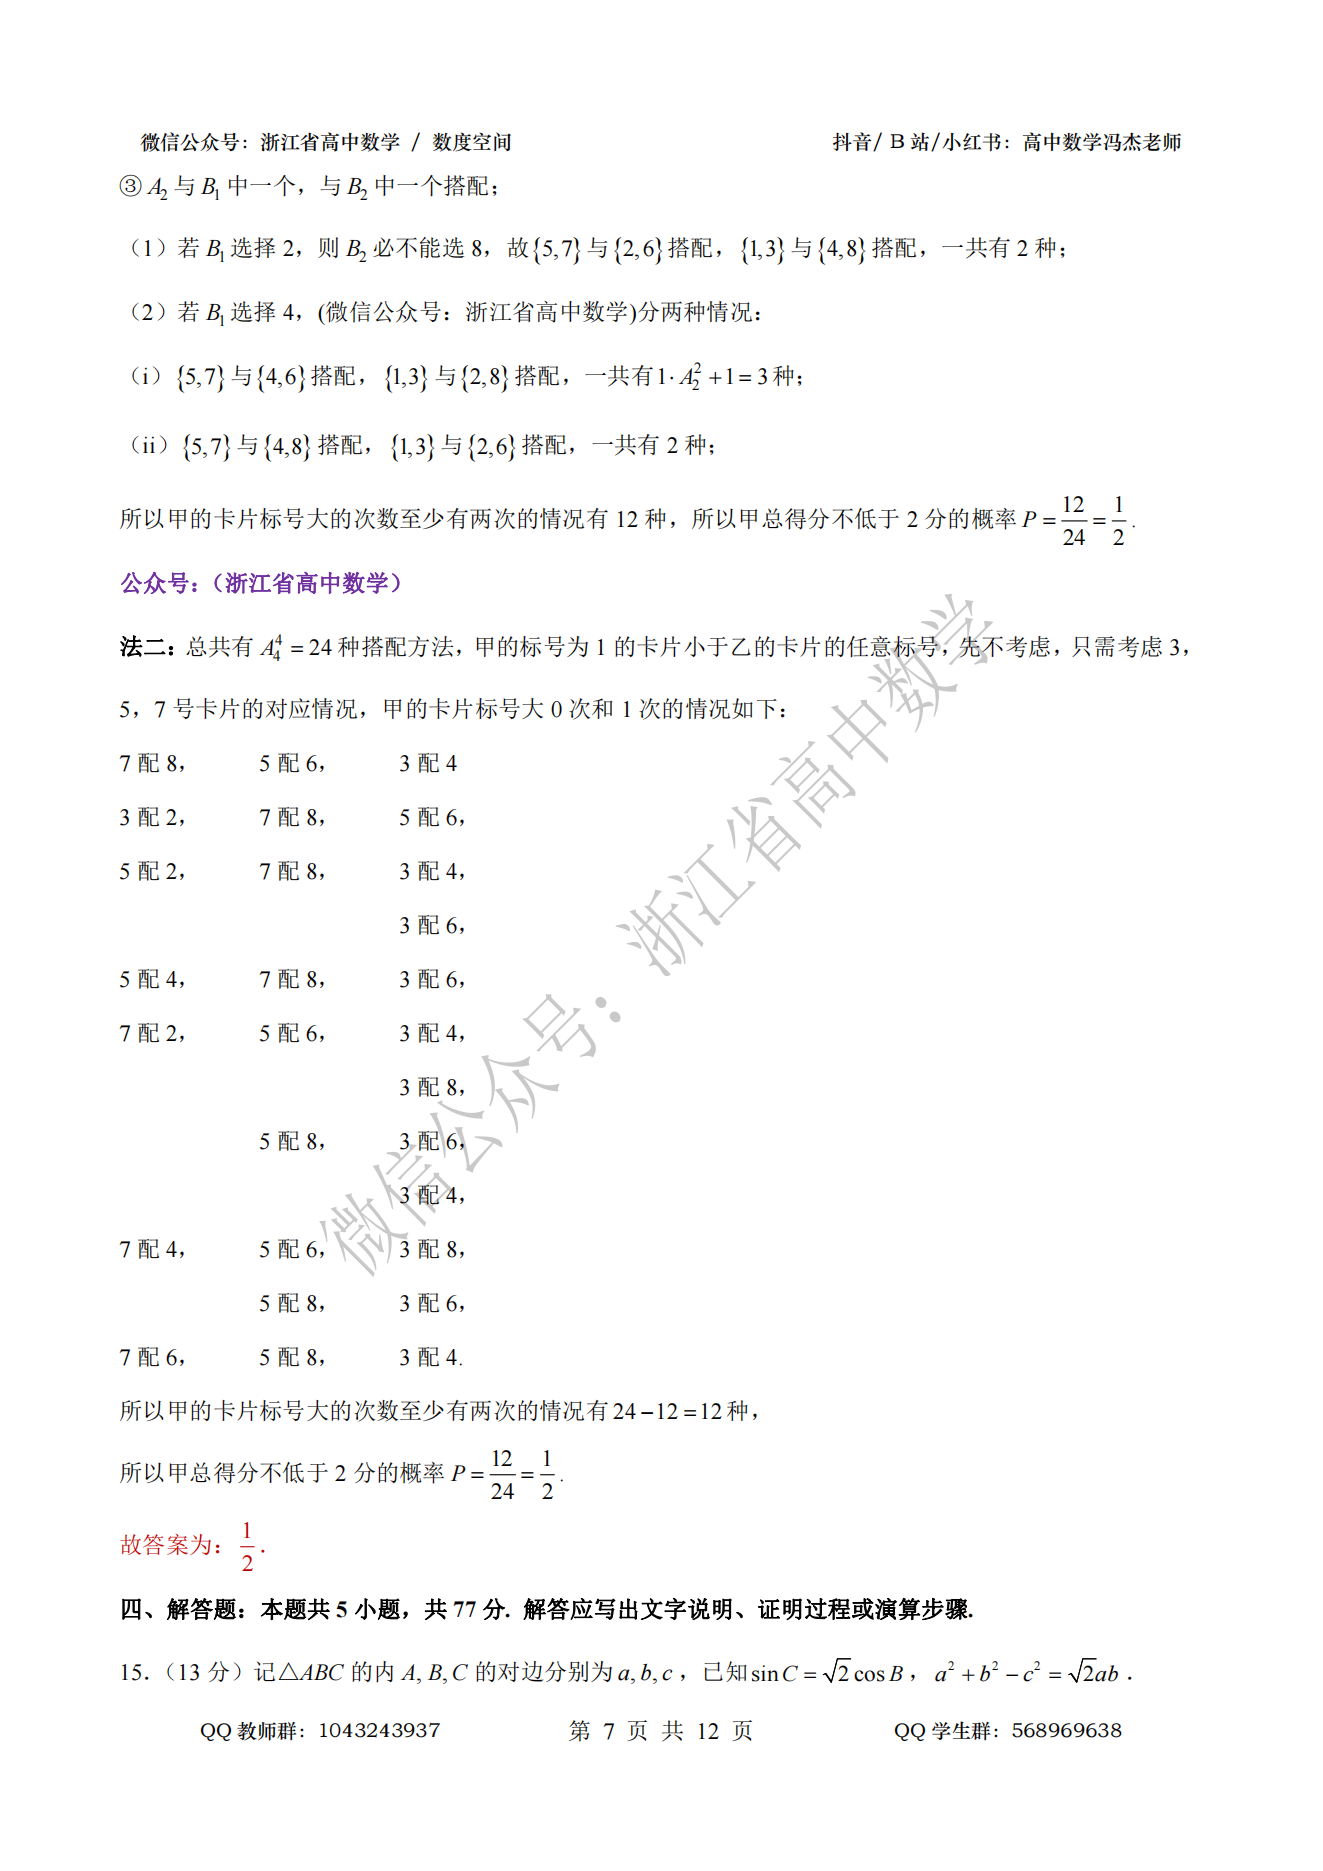 微信公众号：浙江省高中数学 / 数度空间 抖音/ B 站/小红书：高中数学冯杰老师
③ A₂ 与 B₁ 中一个，与 B₂ 中一个搭配；
（1）若 B₁ 选择 2，则 B₂ 必不能选 8，故{5,7}与{2,6}搭配，{1,3}与{4,8}搭配，一共有 2 种；
（2）若 B₁ 选择 4，(微信公众号：浙江省高中数学)分两种情况：
（i）{5,7}与{4,6}搭配，{1,3}与{2,8}搭配，一共有1·A₂²+1=3种；
（ii）{5,7}与{4,8}搭配，{1,3}与{2,6}搭配，一共有 2 种；
所以甲的卡片标号大的次数至少有两次的情况有 12 种，所以甲总得分不低于 2 分的概率 P = 12/24 = 1/2 .
公众号：（浙江省高中数学）
法二：总共有 A₄⁴ = 24 种搭配方法，甲的标号为 1 的卡片小于乙的卡片的任意标号，先不考虑，只需考虑 3，
5，7 号卡片的对应情况，甲的卡片标号大 0 次和 1 次的情况如下：
7 配 8， 5 配 6， 3 配 4
3 配 2， 7 配 8， 5 配 6，
5 配 2， 7 配 8， 3 配 4，
3 配 6，
5 配 4， 7 配 8， 3 配 6，
7 配 2， 5 配 6， 3 配 4，
3 配 8，
5 配 8， 3 配 6，
3 配 4，
7 配 4， 5 配 6， 3 配 8，
5 配 8， 3 配 6，
7 配 6， 5 配 8， 3 配 4.
所以甲的卡片标号大的次数至少有两次的情况有 24−12=12 种，
所以甲总得分不低于 2 分的概率 P = 12/24 = 1/2 .
故答案为：1/2．
四、解答题：本题共 5 小题，共 77 分. 解答应写出文字说明、证明过程或演算步骤.
15.（13 分）记△ABC 的内 A, B, C 的对边分别为 a, b, c ，已知 sin C = √2 cos B ， a² + b² − c² = √2ab ．
QQ 教师群：1043243937 第 7 页 共 12 页 QQ 学生群：568969638
微信公众号：浙江省高中数学